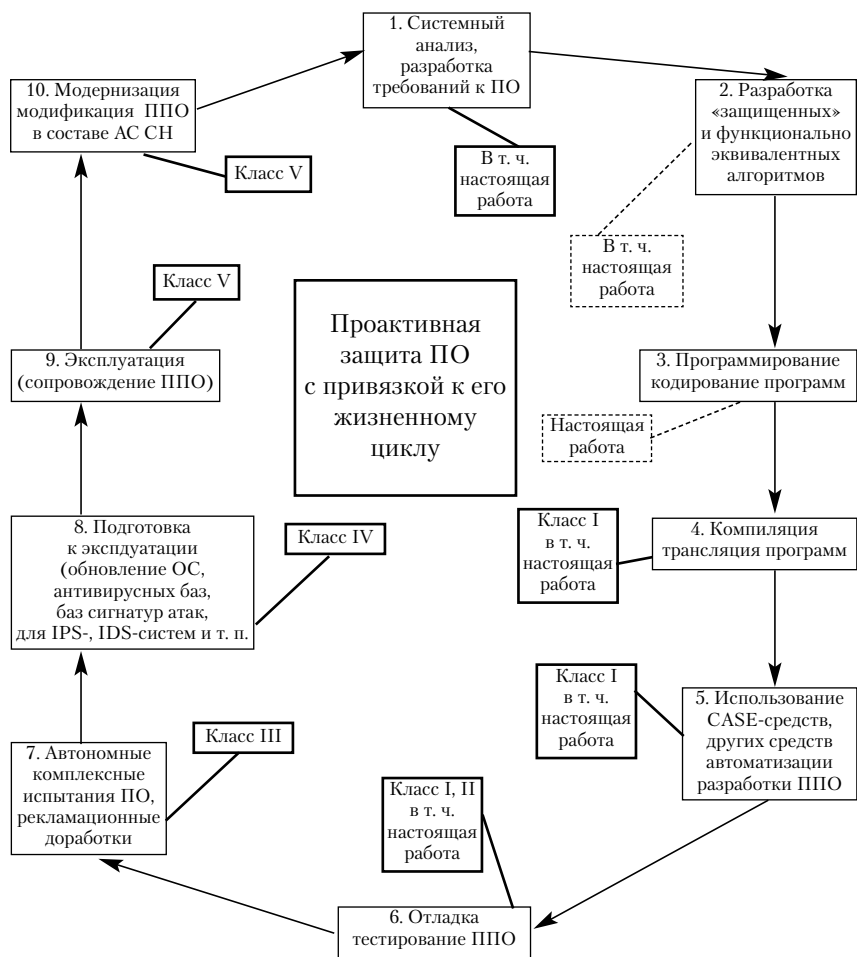 1. Системный
анализ,
разработка
требований к ПО
В т. ч.
настоящая
работа
2. Разработка
«защищенных»
и функционально
эквивалентных
алгоритмов
В т. ч.
настоящая
работа
3. Программирование
кодирование программ
Настоящая
работа
4. Компиляция
трансляция программ
Класс I
в т. ч.
настоящая
работа
5. Использование
CASE-средств,
других средств
автоматизации
разработки ППО
Класс I
в т. ч.
настоящая
работа
6. Отладка
тестирование ППО
Класс I, II
в т. ч.
настоящая
работа
7. Автономные
комплексные
испытания ПО,
рекламационные
доработки
Класс III
8. Подготовка
к экспдуатации
(обновление ОС,
антивирусных баз,
баз сигнатур атак,
для IPS-, IDS-систем и т. п.
Класс IV
9. Эксплуатация
(сопровождение ППО)
Класс V
10. Модернизация
модификация ППО
в составе АС СН
Класс V
Проактивная
защита ПО
с привязкой к его
жизненному
циклу